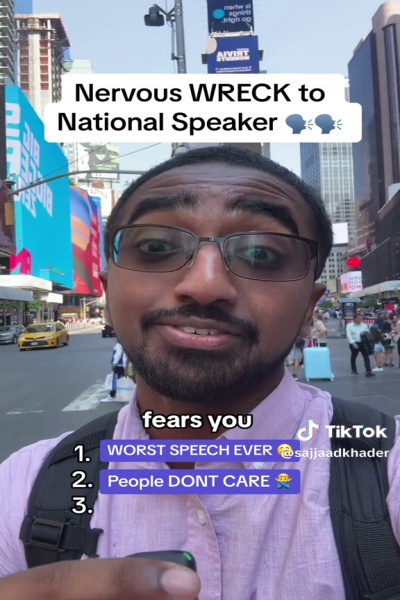 Nervous WRECK to
National Speaker 🗣️🗣️
fears you
TikTok
@sajjaadkhader
1. WORST SPEECH EVER 🤭
2. People DONT CARE 🙅‍♂️
3.